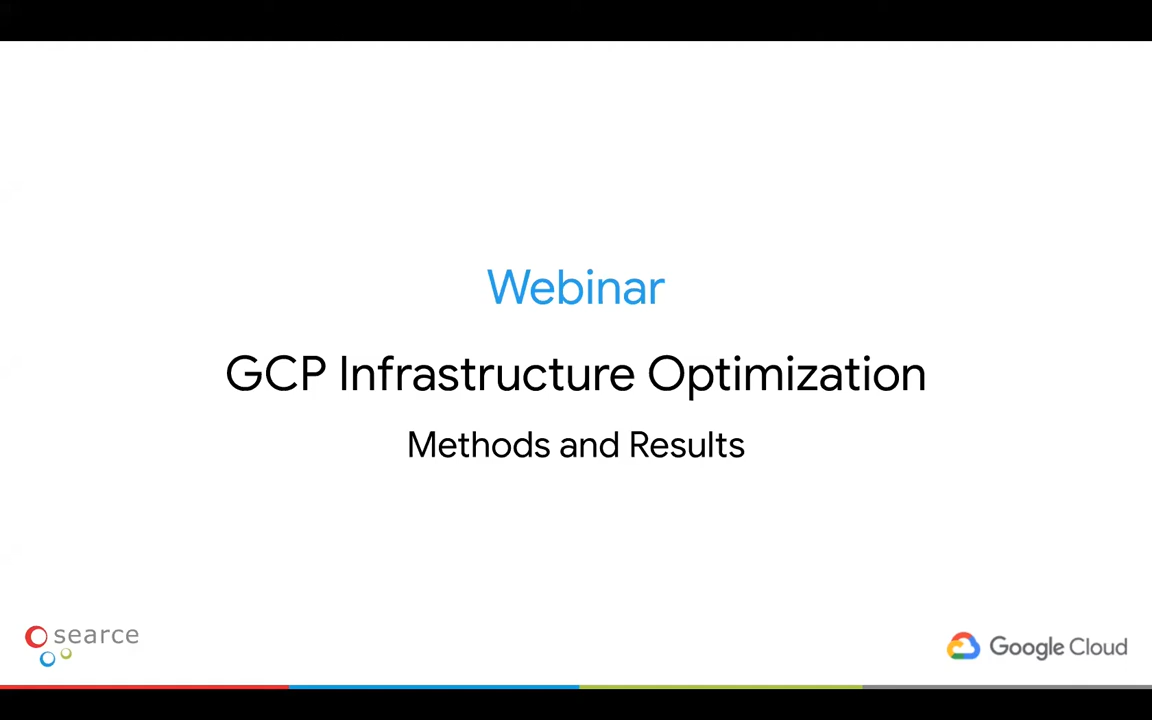 Webinar
GCP Infrastructure Optimization
Methods and Results
searce
Google Cloud